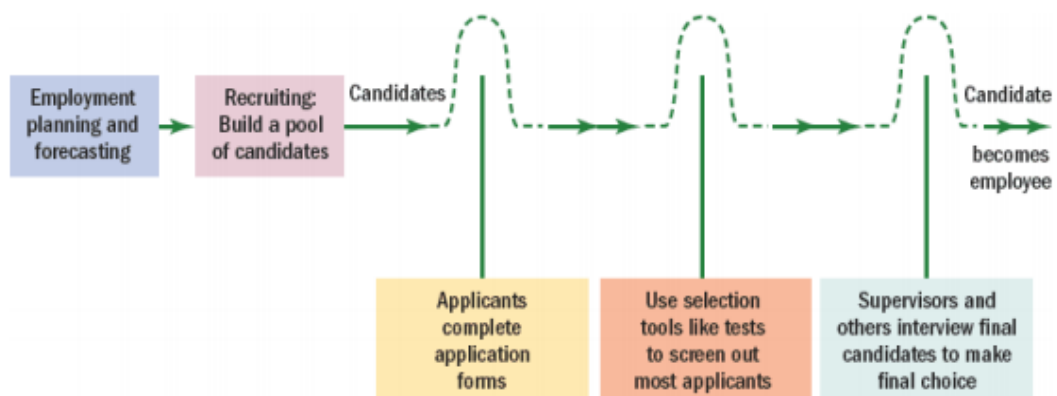 Employment
planning and
forecasting
Recruiting:
Build a pool
of candidates
Candidates
Candidate
becomes
employee
Applicants
complete
application
forms
Use selection
tools like tests
to screen out
most applicants
Supervisors and
others interview final
candidates to make
final choice